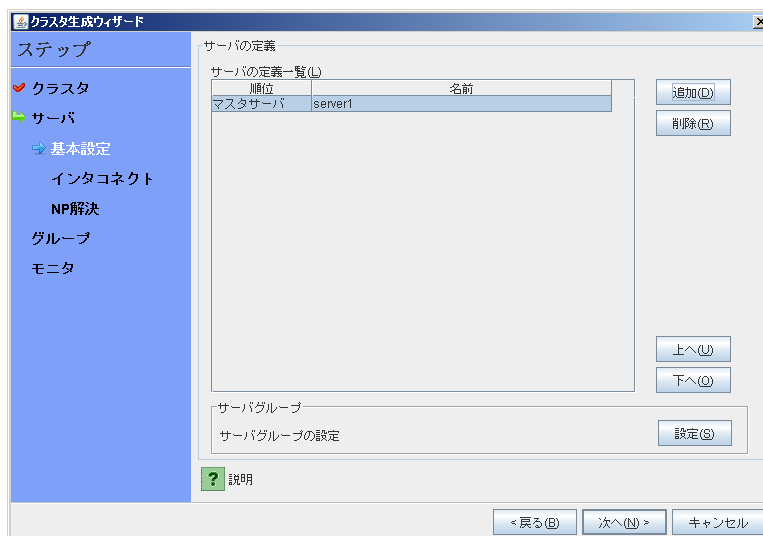 クラスタ生成ウィザード
ステップ
クラスタ
サーバ
基本設定
インタコネクト
NP解決
グループ
モニタ
サーバの定義
サーバの定義一覧(L)
順位 名前
マスタサーバ server1
追加(D)
削除(R)
上へ(U)
下へ(O)
サーバグループ
サーバグループの設定
設定(S)
? 説明
<戻る(B) 次へ(N)> キャンセル